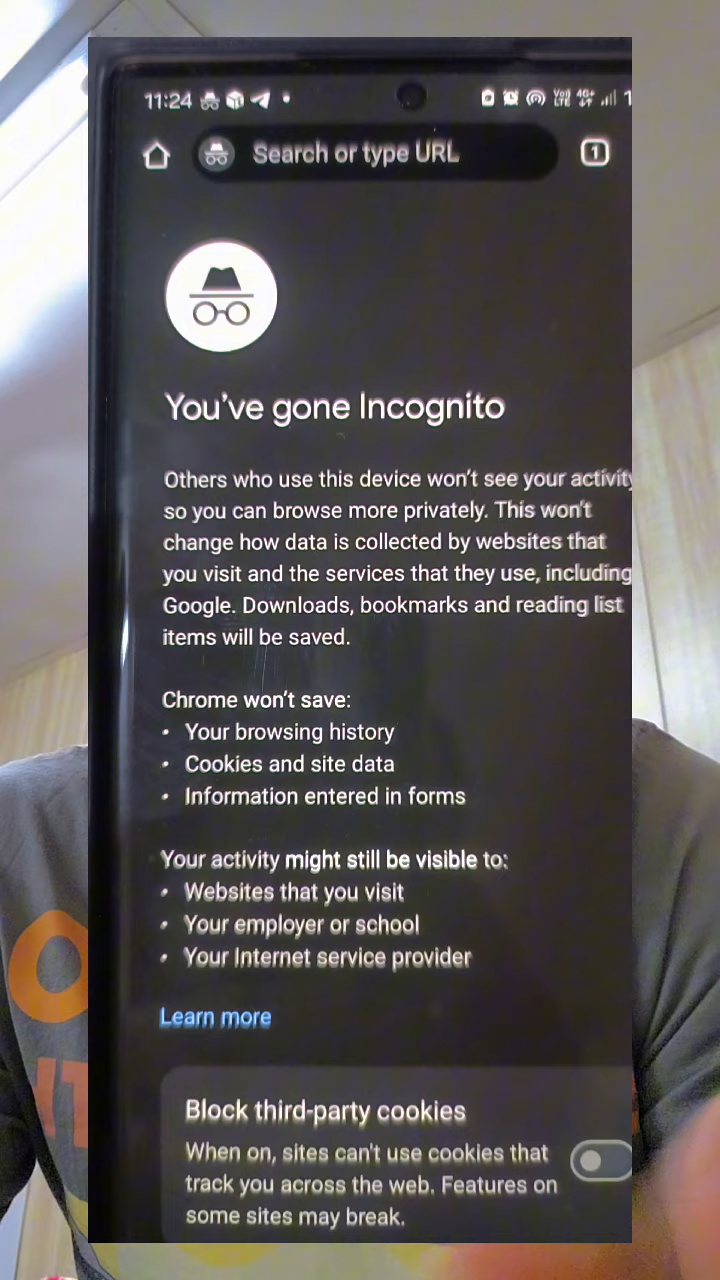 11:24
VoD LTE 4G+
Search or type URL
1
You've gone Incognito
Others who use this device won't see your activity
so you can browse more privately. This won't
change how data is collected by websites that
you visit and the services that they use, including
Google. Downloads, bookmarks and reading list
items will be saved.
Chrome won't save:
• Your browsing history
• Cookies and site data
• Information entered in forms
Your activity might still be visible to:
• Websites that you visit
• Your employer or school
• Your Internet service provider
Learn more
Block third-party cookies
When on, sites can't use cookies that
track you across the web. Features on
some sites may break.